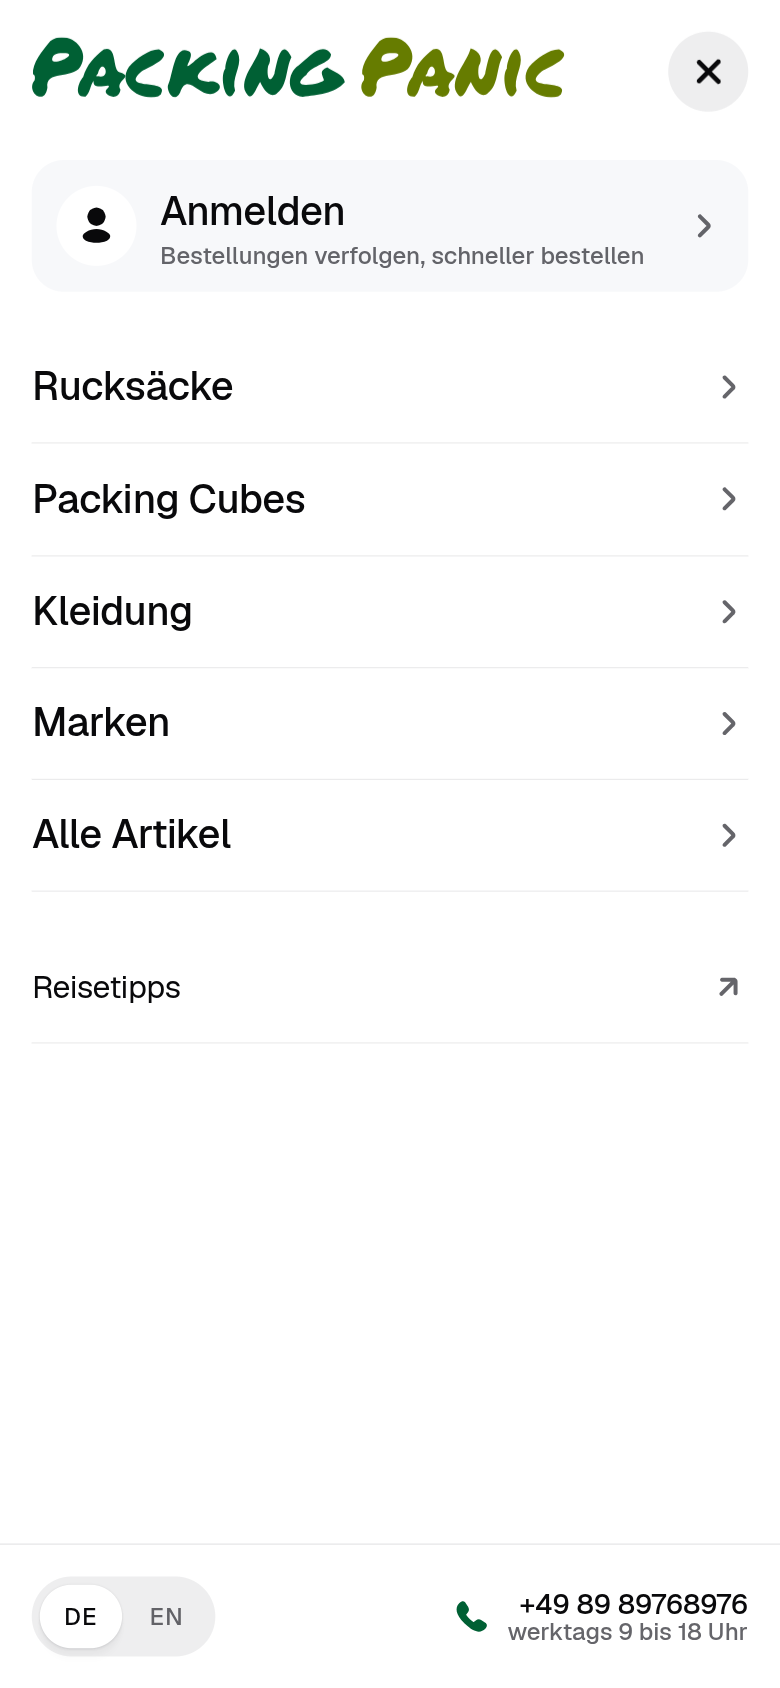 PACKING PANIC
Anmelden
Bestellungen verfolgen, schneller bestellen
Rucksäcke
Packing Cubes
Kleidung
Marken
Alle Artikel
Reisetipps
DE EN
+49 89 89768976
werktags 9 bis 18 Uhr